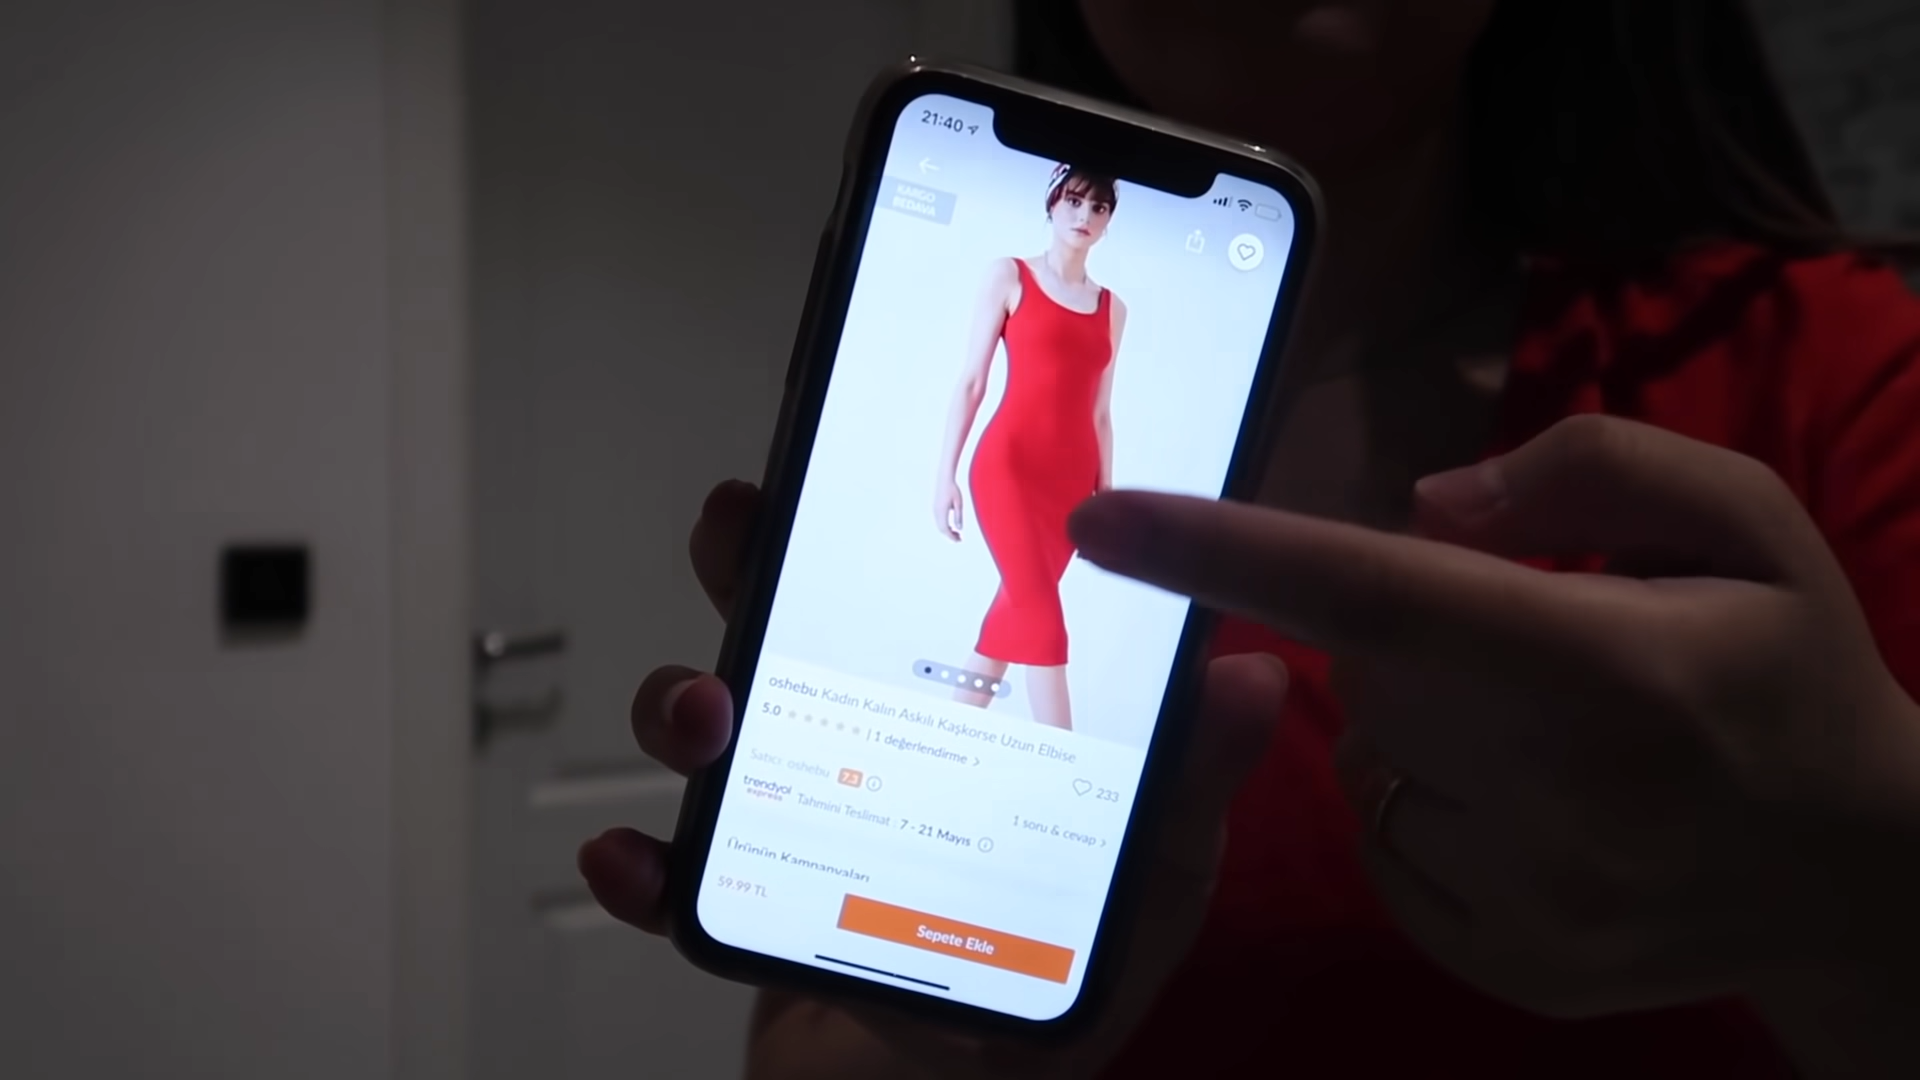 21:40
KARGO
BEDAVA
oshebu Kadın Kalın Askılı Kaşkorse Uzun Elbise
5.0 | 1 değerlendirme >
233
Satıcı: oshebu 7.3
trendyol
express
Tahmini Teslimat : 7 - 21 Mayıs
1 soru & cevap >
Ürünün Kampanyaları
59.99 TL
Sepete Ekle